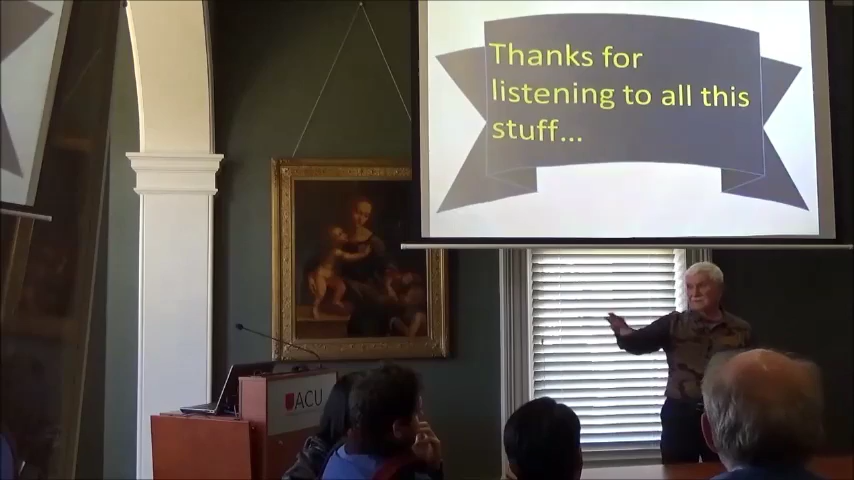 Thanks for
listening to all this
stuff...
ACU